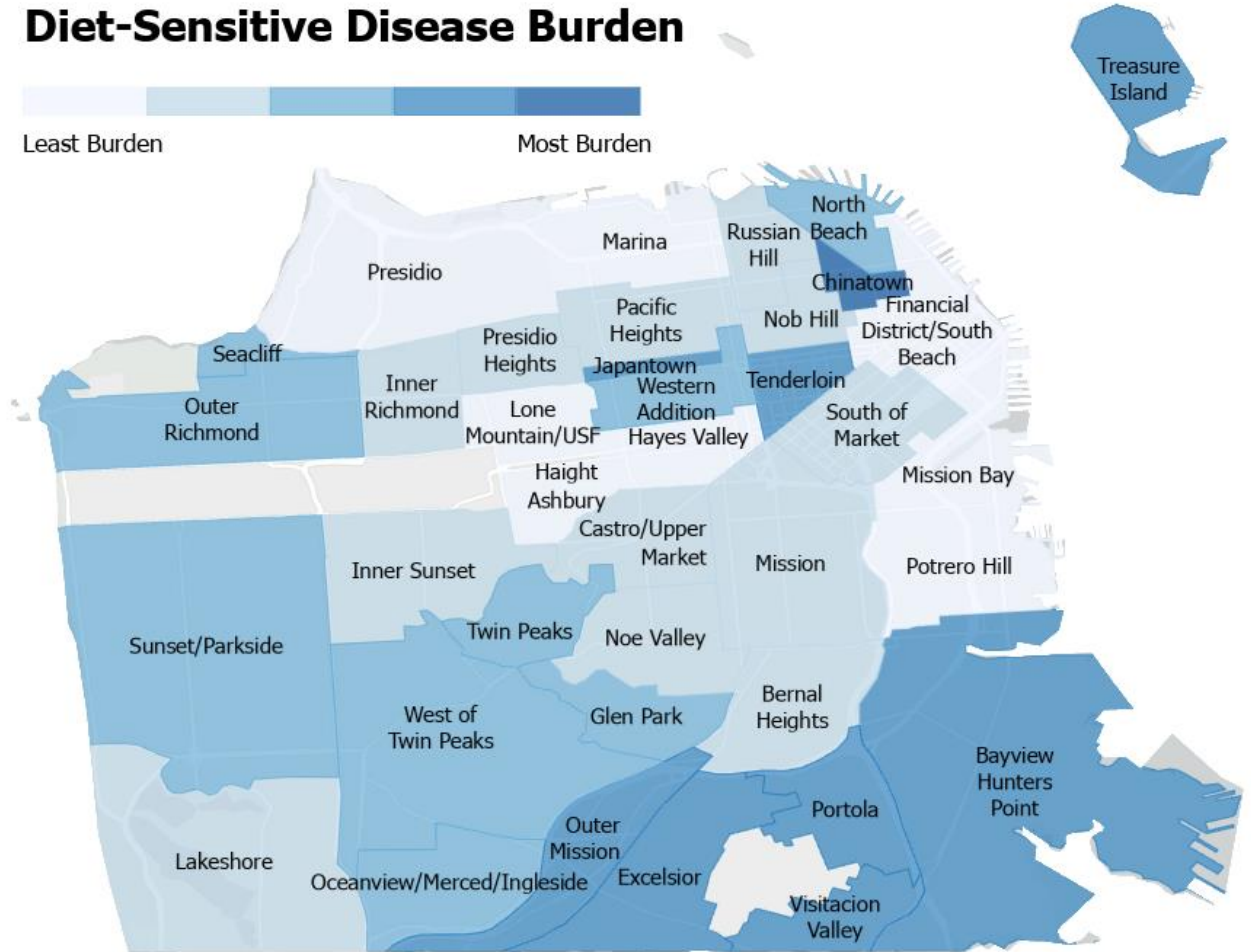 Diet-Sensitive Disease Burden
Least Burden
Most Burden
Treasure
Island
North
Beach
Russian
Hill
Marina
Presidio
Chinatown
Financial
District/South
Beach
Pacific
Heights
Nob Hill
Presidio
Heights
Seacliff
Japantown
Inner
Richmond
Western
Addition
Tenderloin
Outer
Richmond
Lone
Mountain/USF
Hayes Valley
South of
Market
Haight
Ashbury
Mission Bay
Castro/Upper
Market
Inner Sunset
Mission
Potrero Hill
Sunset/Parkside
Twin Peaks
Noe Valley
West of
Twin Peaks
Glen Park
Bernal
Heights
Bayview
Hunters
Point
Portola
Outer
Mission
Lakeshore
Oceanview/Merced/Ingleside
Excelsior
Visitacion
Valley